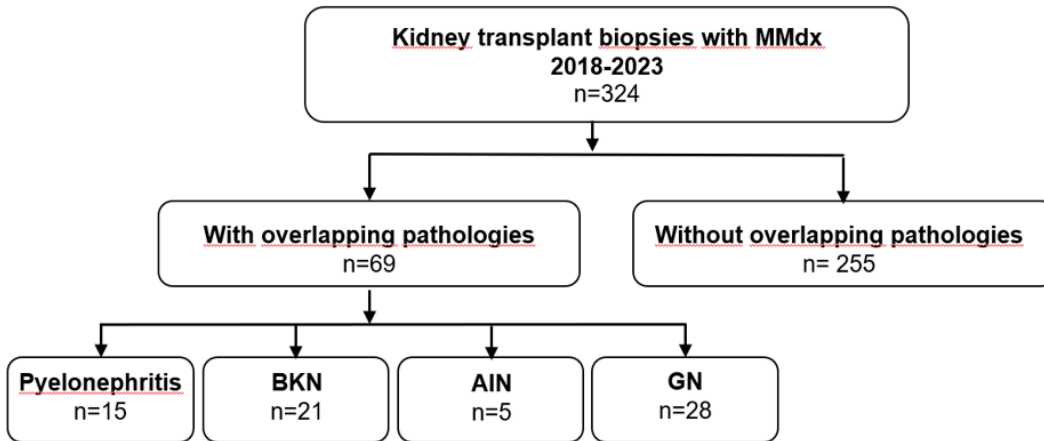 Kidney transplant biopsies with MMdx
2018-2023
n=324
With overlapping pathologies
n=69
Without overlapping pathologies
n= 255
Pyelonephritis
n=15
BKN
n=21
AIN
n=5
GN
n=28